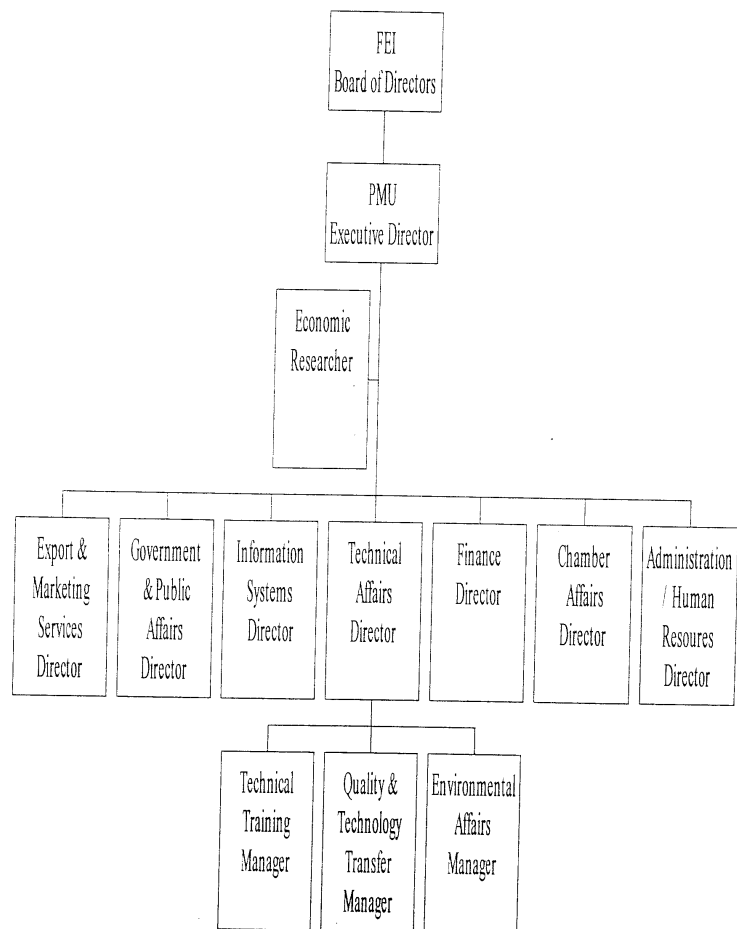 FEI
Board of Directors
PMU
Executive Director
Economic
Researcher
Export &
Marketing
Services
Director
Government
& Public
Affairs
Director
Information
Systems
Director
Technical
Affairs
Director
Finance
Director
Chamber
Affairs
Director
Administration
/ Human
Resoures
Director
Technical
Training
Manager
Quality &
Technology
Transfer
Manager
Environmental
Affairs
Manager